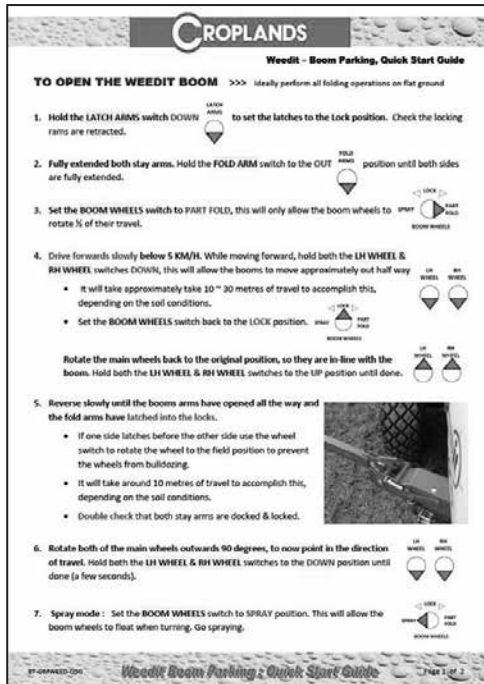 CROPLANDS
Weedit – Boom Parking, Quick Start Guide
TO OPEN THE WEEDIT BOOM >>> ideally perform all folding operations on flat ground
LATCH
ARMS
1. Hold the LATCH ARMS switch DOWN to set the latches to the Lock position. Check the locking
rams are retracted.
FOLD
ARMS
2. Fully extended both stay arms. Hold the FOLD ARM switch to the OUT position until both sides
are fully extended.
LOCK
3. Set the BOOM WHEELS switch to PART FOLD, this will only allow the boom wheels to SPRAY PART
FOLD
rotate ½ of their travel.
BOOM WHEELS
4. Drive forwards slowly below 5 KM/H. While moving forward, hold both the LH WHEEL &
RH WHEEL switches DOWN, this will allow the booms to move approximately out half way
LH
WHEEL
RH
WHEEL
• It will take approximately take 10 ~ 30 metres of travel to accomplish this,
depending on the soil conditions.
LOCK
• Set the BOOM WHEELS switch back to the LOCK position. SPRAY PART
FOLD
BOOM WHEELS
Rotate the main wheels back to the original position, so they are in-line with the
boom. Hold both the LH WHEEL & RH WHEEL switches to the UP position until done.
LH
WHEEL
RH
WHEEL
5. Reverse slowly until the booms arms have opened all the way and
the fold arms have latched into the locks.
• If one side latches before the other side use the wheel
switch to rotate the wheel to the field position to prevent
the wheels from bulldozing.
• It will take around 10 metres of travel to accomplish this,
depending on the soil conditions.
• Double check that both stay arms are docked & locked.
6. Rotate both of the main wheels outwards 90 degrees, to now point in the direction
of travel. Hold both the LH WHEEL & RH WHEEL switches to the DOWN position until
done (a few seconds).
LH
WHEEL
RH
WHEEL
7. Spray mode : Set the BOOM WHEELS switch to SPRAY position. This will allow the
boom wheels to float when turning. Go spraying.
LOCK
SPRAY PART
FOLD
BOOM WHEELS
Weedit Boom Parking : Quick Start Guide
Page 1 of 2